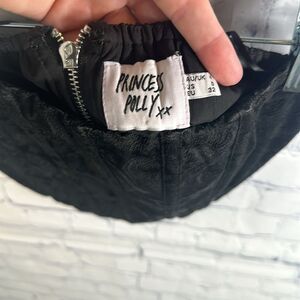 PRINCESS
POLLY xx
AU/UK
US
EU 32